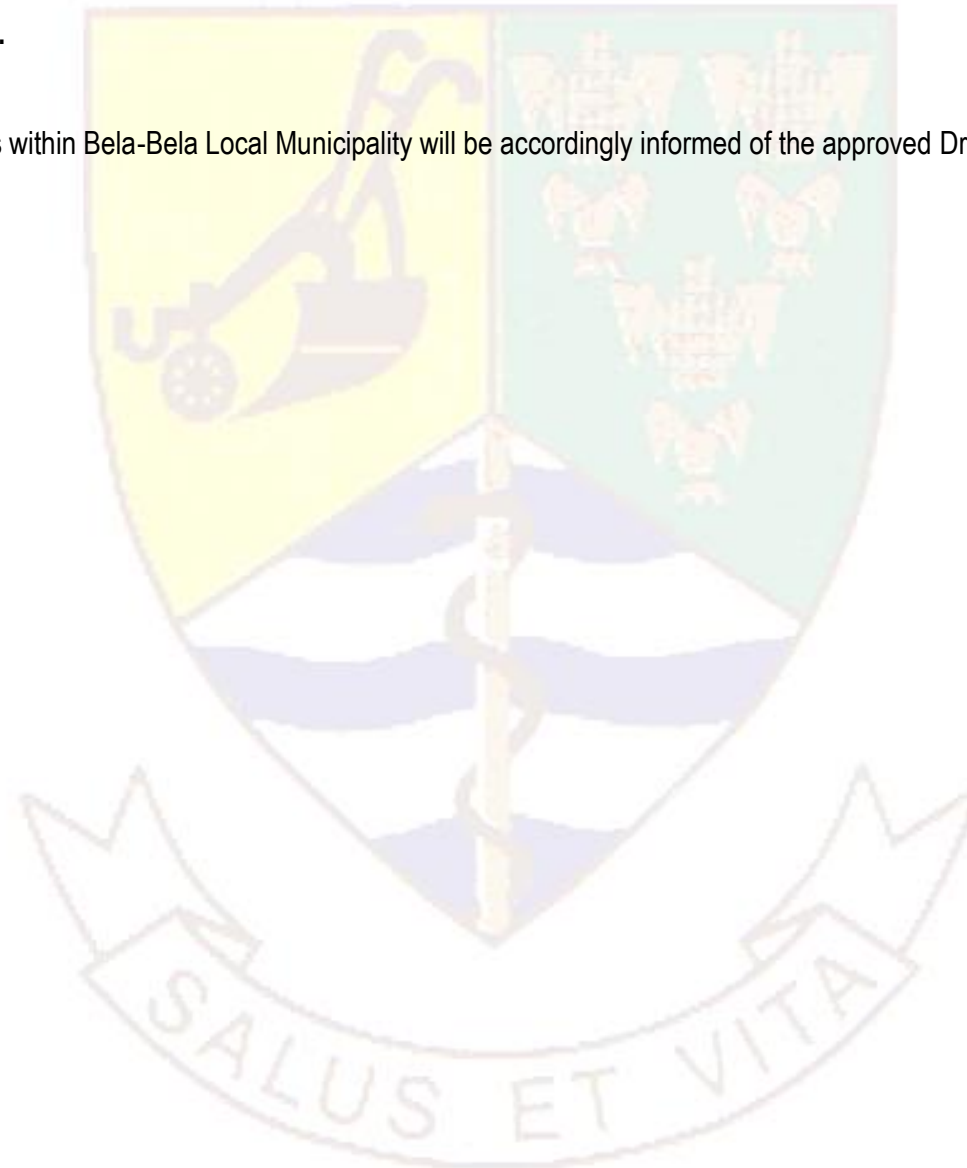 .
s within Bela-Bela Local Municipality will be accordingly informed of the approved Dr
SALUS ET VITA